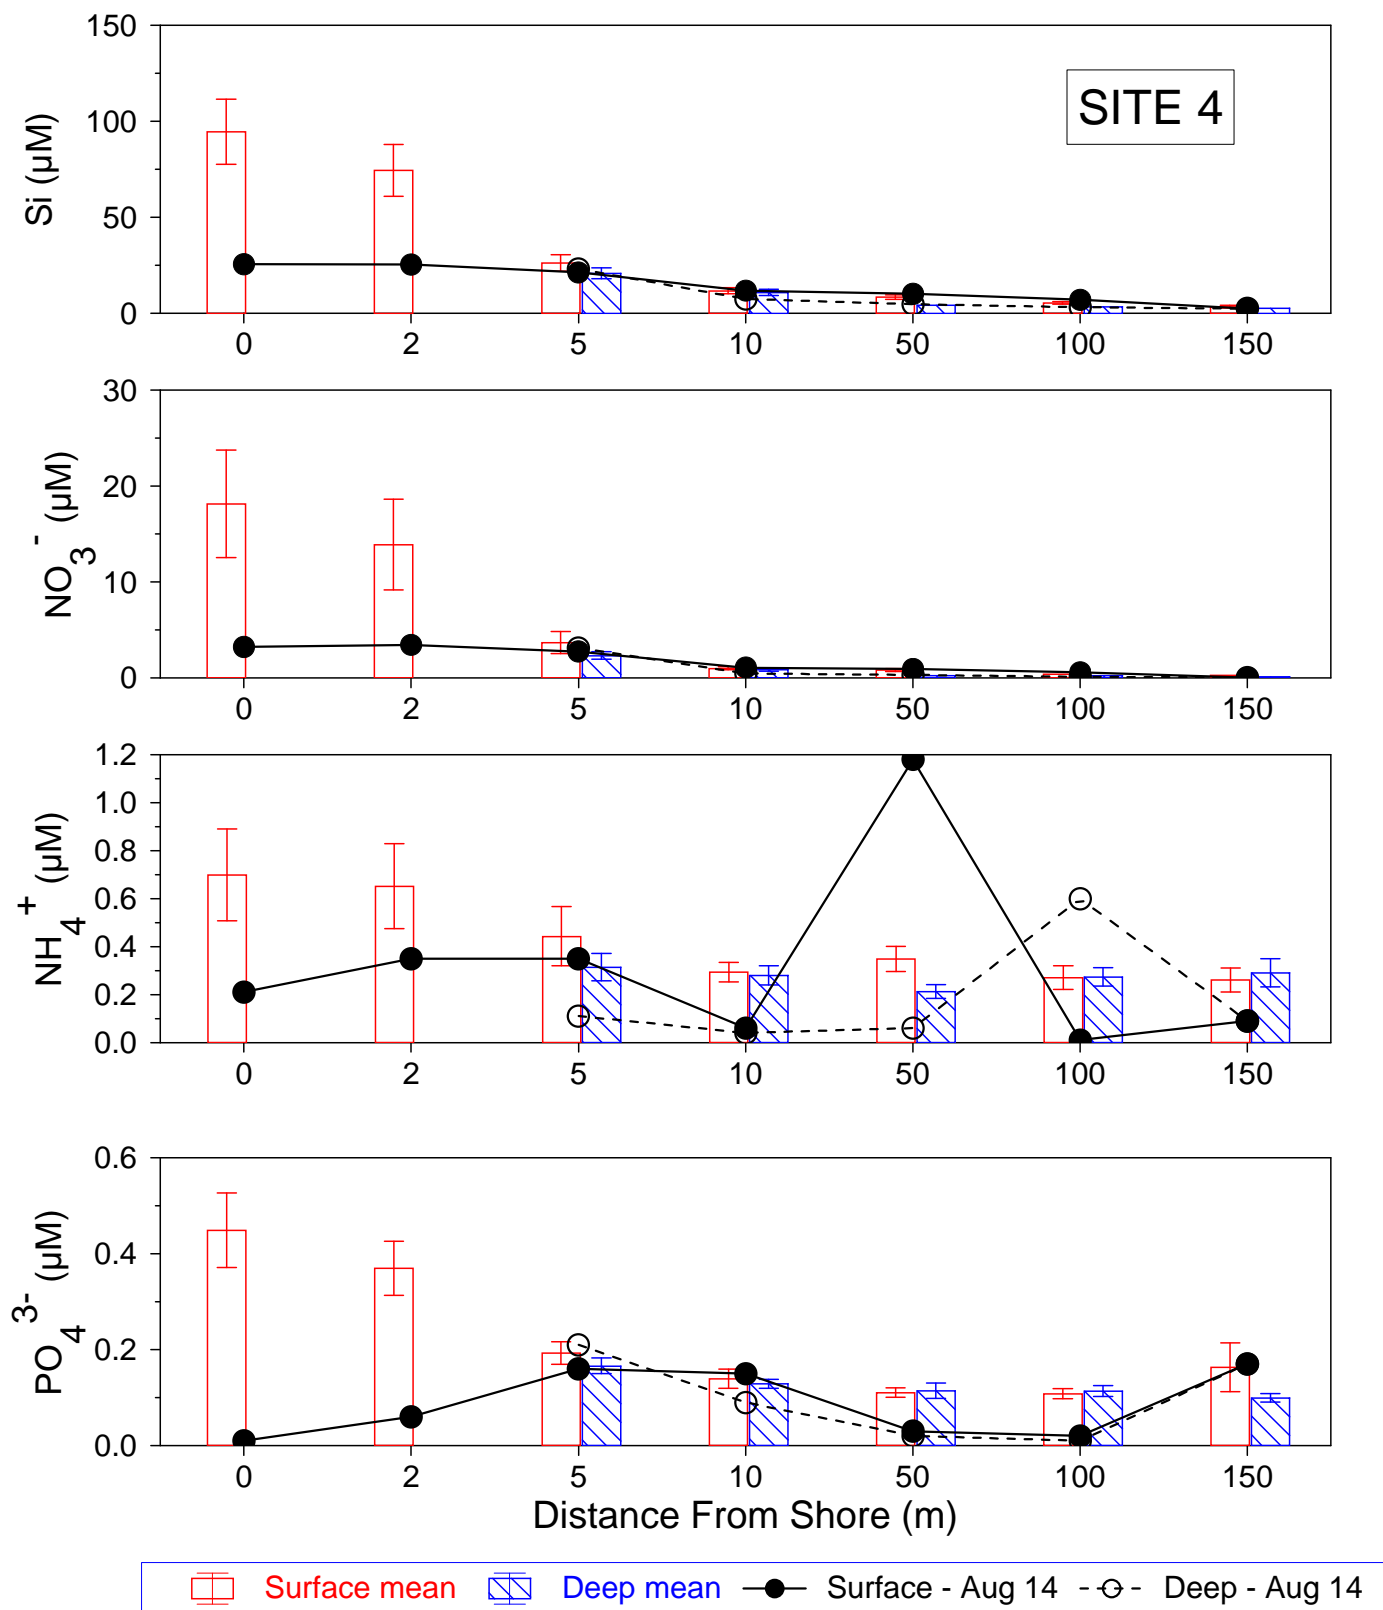 150
100
50
0
Si (µM)
SITE 4
0 2 5 10 50 100 150
30
20
10
0
NO3- (µM)
0 2 5 10 50 100 150
1.2
1.0
0.8
0.6
0.4
0.2
0.0
NH4+ (µM)
0 2 5 10 50 100 150
0.6
0.4
0.2
0.0
PO43- (µM)
0 2 5 10 50 100 150
Distance From Shore (m)
Surface mean Deep mean Surface - Aug 14 Deep - Aug 14